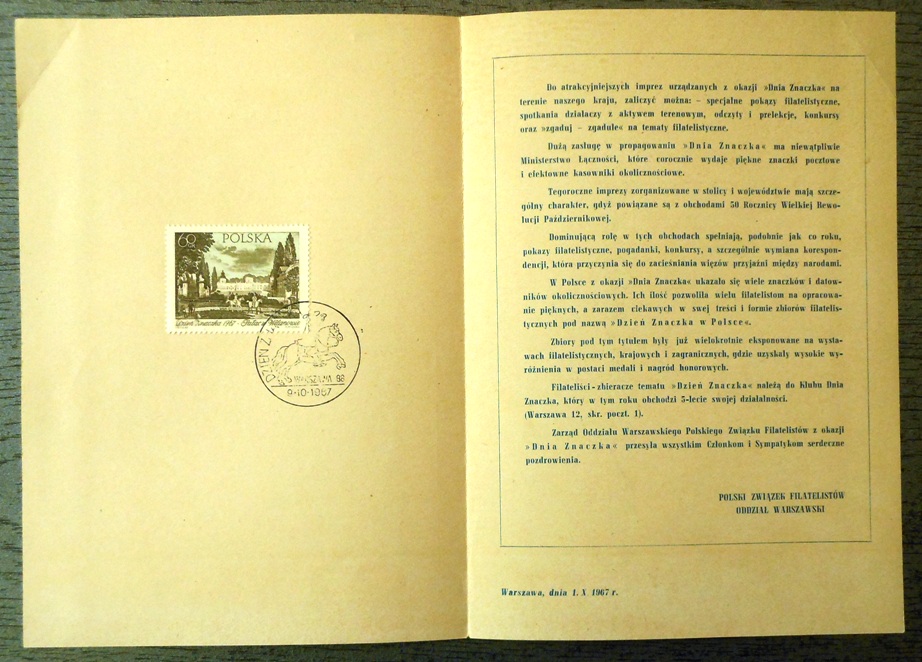 60
POLSKA
Dzień Znaczka 1967
DZIEŃ Z
WARSZAWA 98
9-10-1967
Do atrakcyjniejszych imprez urządzanych z okazji »Dnia Znaczka« na
terenie naszego kraju, zaliczyć można: – specjalne pokazy filatelistyczne,
spotkania działaczy z aktywem terenowym, odczyty i prelekcje, konkursy
oraz »zgaduj – zgadule« na tematy filatelistyczne.
Dużą zasługę w propagowaniu »Dnia Znaczka« ma niewątpliwie
Ministerstwo Łączności, które corocznie wydaje piękne znaczki pocztowe
i efektowne kasowniki okolicznościowe.
Tegoroczne imprezy zorganizowane w stolicy i województwie mają szcze-
gólny charakter, gdyż powiązane są z obchodami 50 Rocznicy Wielkiej Rewo-
lucji Październikowej.
Dominującą rolę w tych obchodach spełniają, podobnie jak co roku,
pokazy filatelistyczne, pogadanki, konkursy, a szczególnie wymiana korespon-
dencji, która przyczynia się do zacieśniania więzów przyjaźni między narodami.
W Polsce z okazji »Dnia Znaczka« ukazało się wiele znaczków i datow-
ników okolicznościowych. Ich ilość pozwoliła wielu filatelistom na opracowa-
nie pięknych, a zarazem ciekawych w swej treści i formie zbiorów filatelis-
tycznych pod nazwą »Dzień Znaczka w Polsce«.
Zbiory pod tym tytułem były już wielokrotnie eksponowane na wysta-
wach filatelistycznych, krajowych i zagranicznych, gdzie uzyskały wysokie wy-
różnienia w postaci medali i nagród honorowych.
Filateliści-zbieracze tematu »Dzień Znaczka« należą do Klubu Dnia
Znaczka, który w tym roku obchodzi 5-lecie swojej działalności.
(Warszawa 12, skr. poczt. 1).
Zarząd Oddziału Warszawskiego Polskiego Związku Filatelistów z okazji
»Dnia Znaczka« przesyła wszystkim Członkom i Sympatykom serdeczne
pozdrowienia.
POLSKI ZWIĄZEK FILATELISTÓW
ODDZIAŁ WARSZAWSKI
Warszawa, dnia 1. X 1967 r.